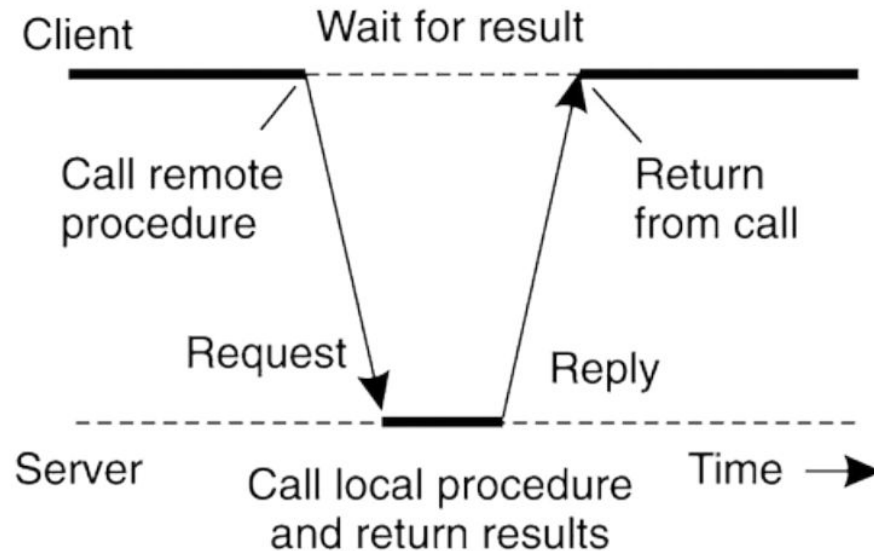 Client
Wait for result
Call remote
procedure
Return
from call
Request
Reply
Server
Call local procedure
and return results
Time